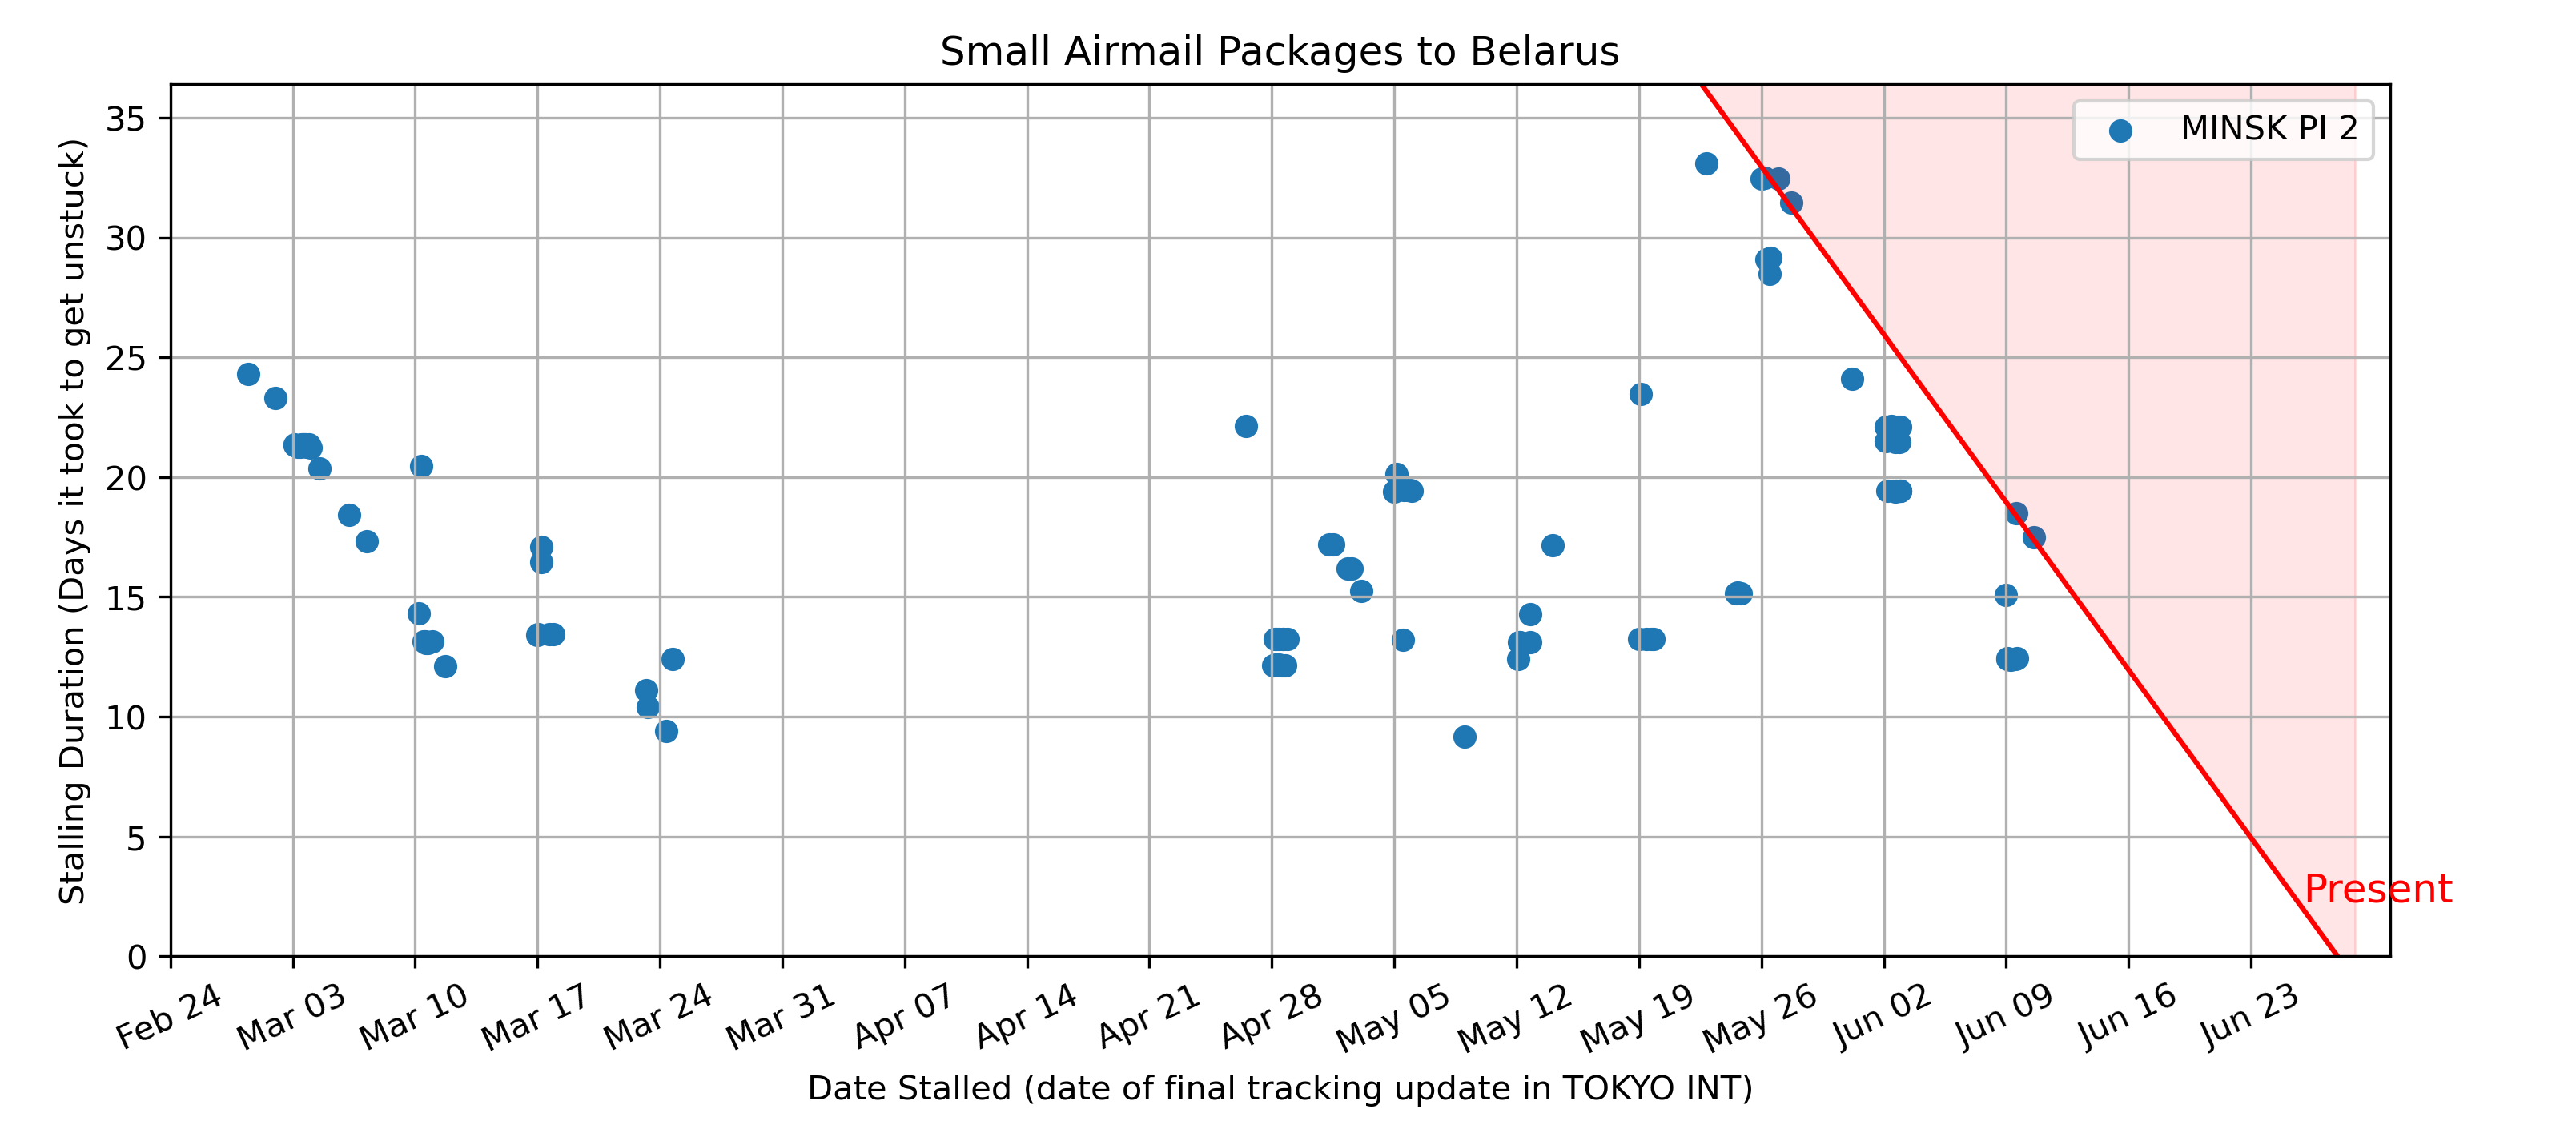 Small Airmail Packages to Belarus
Stalling Duration (Days it took to get unstuck)
35
30
25
20
15
10
5
0
MINSK PI 2
Present
Feb 24
Mar 03
Mar 10
Mar 17
Mar 24
Mar 31
Apr 07
Apr 14
Apr 21
Apr 28
May 05
May 12
May 19
May 26
Jun 02
Jun 09
Jun 16
Jun 23
Date Stalled (date of final tracking update in TOKYO INT)